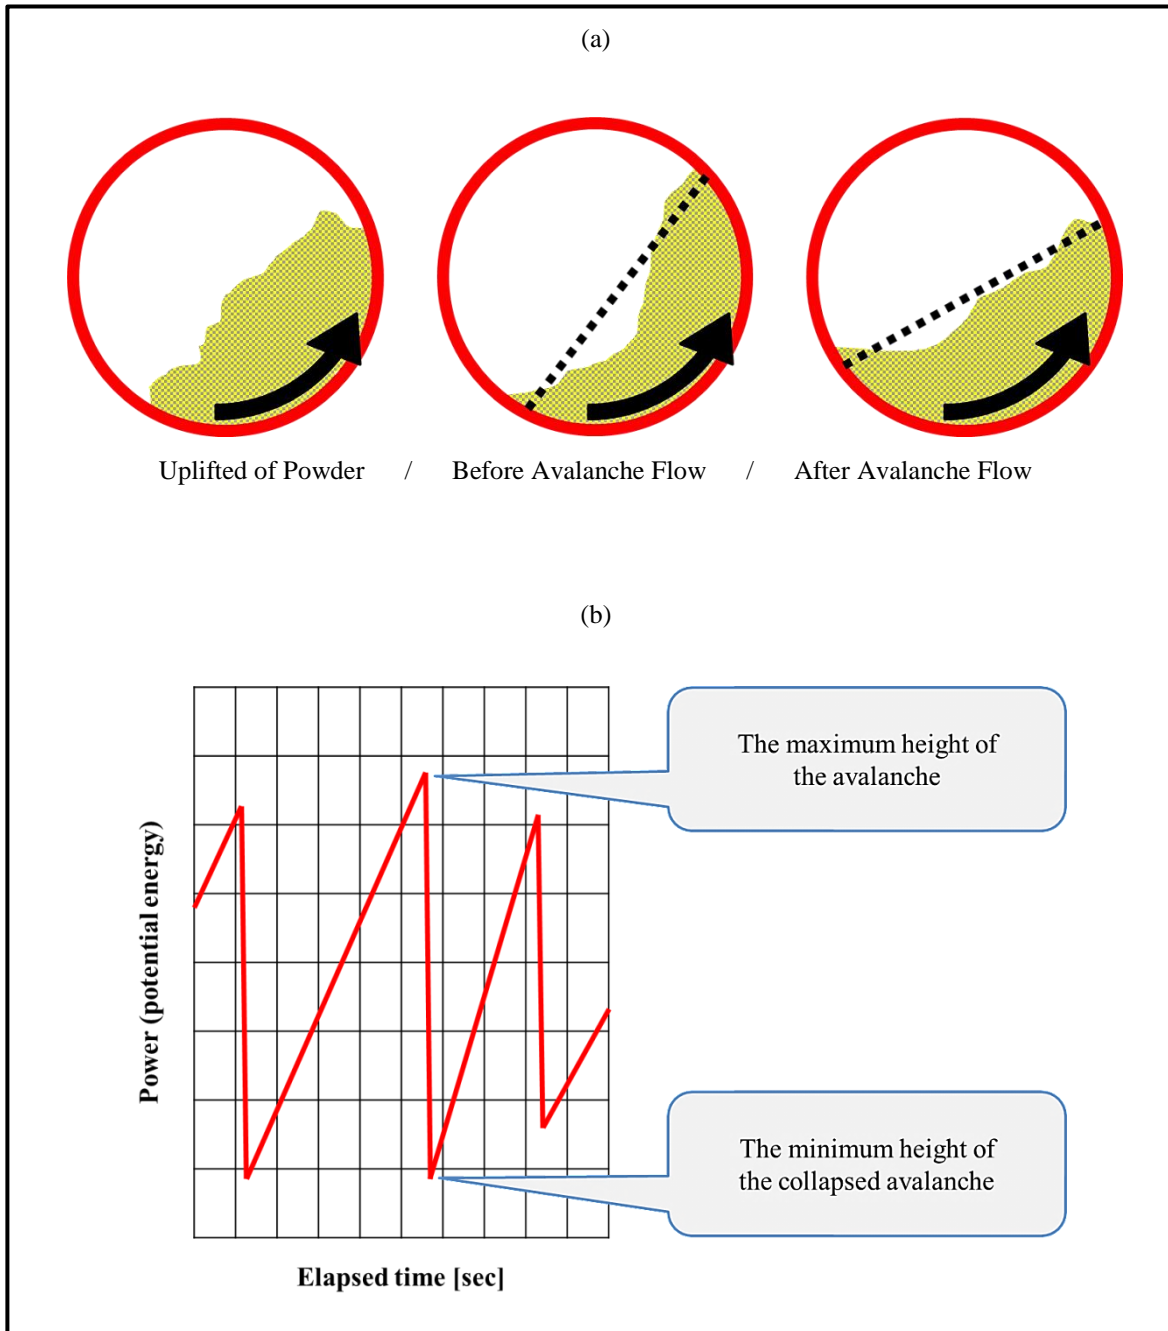 (a)
Uplifted of Powder / Before Avalanche Flow / After Avalanche Flow
(b)
The maximum height of
the avalanche
Power (potential energy)
The minimum height of
the collapsed avalanche
Elapsed time [sec]